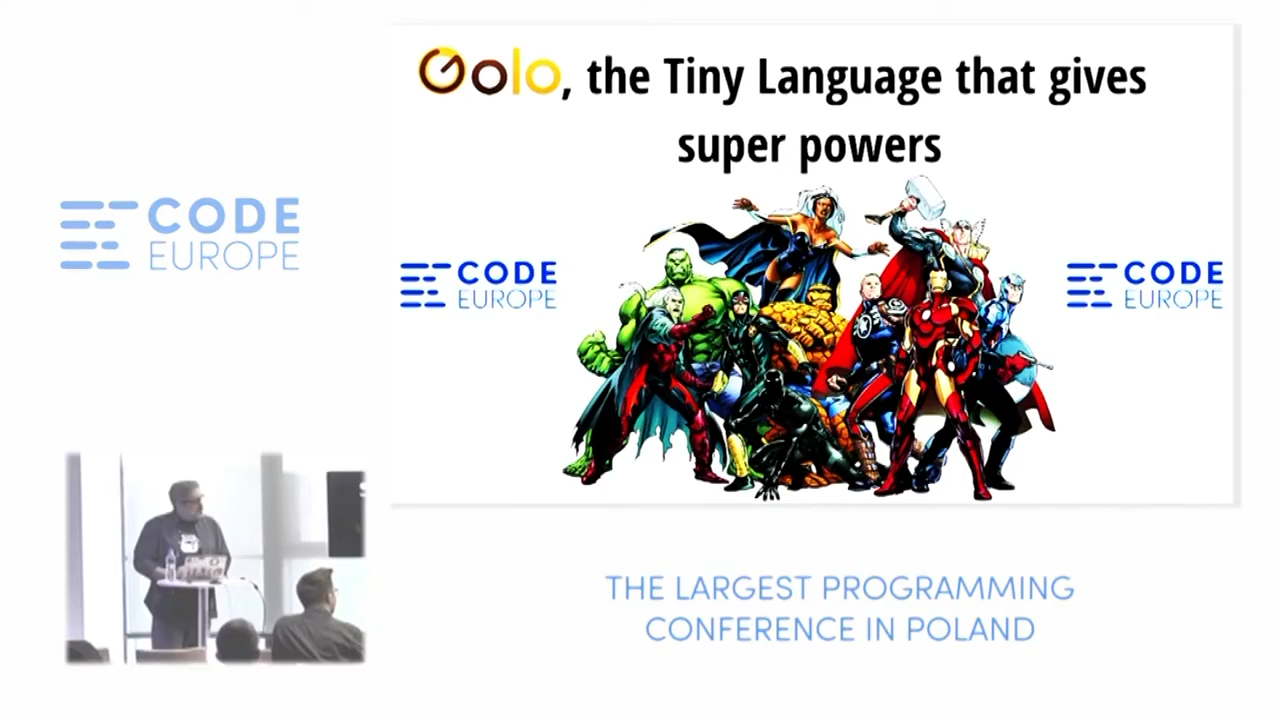 Golo, the Tiny Language that gives
super powers
CODE
EUROPE
CODE
EUROPE
CODE
EUROPE
THE LARGEST PROGRAMMING
CONFERENCE IN POLAND